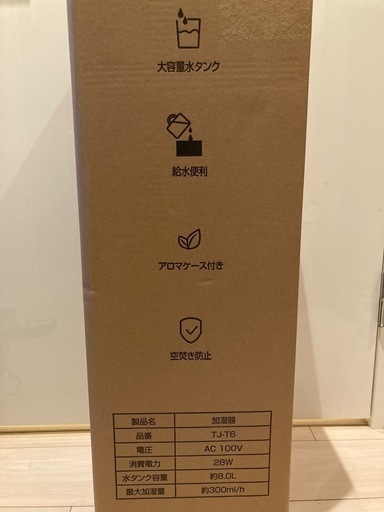 大容量水タンク
給水便利
アロマケース付き
空焚き防止
製品名 加湿器
品番 TJ-T6
電圧 AC 100V
消費電力 28W
水タンク容量 約8.0L
最大加湿量 約300ml/h